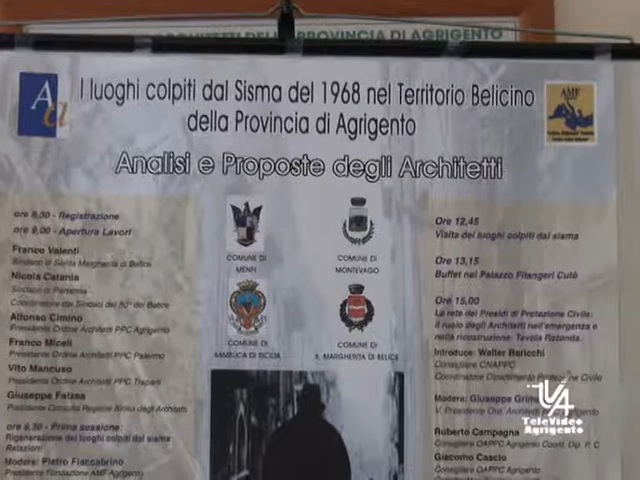 ARCHITETTI DELLA PROVINCIA DI AGRIGENTO
I luoghi colpiti dal Sisma del 1968 nel Territorio Belicino
della Provincia di Agrigento
Analisi e Proposte degli Architetti
Aa
AMF
ore 8,30 - Registrazione
ore 9,00 - Apertura Lavori
Franco Valenti
Sindaco di Santa Margherita di Belice
Nicola Catania
Sindaco di Partanna
Coordinatore dei Sindaci del 50° del Belice
Alfonso Cimino
Presidente Ordine Architetti PPC Agrigento
Franco Miceli
Presidente Ordine Architetti PPC Palermo
Vito Mancuso
Presidente Ordine Architetti PPC Trapani
Giuseppe Falzea
Presidente Consulta Regione Sicilia degli Architetti
ore 9,30 - Prima sessione:
Rigenerazione dei luoghi colpiti dal sisma
Relazioni:
Modera: Pietro Fiaccabrino
Presidente Fondazione AMF Agrigento
COMUNE DI
MENFI
COMUNE DI
MONTEVAGO
COMUNE DI
SAMBUCA DI SICILIA
COMUNE DI
S. MARGHERITA DI BELICE
Ore 12,45
Visita dei luoghi colpiti dal sisma
Ore 13,15
Buffet nel Palazzo Filangeri Cutò
Ore 15,00
La rete dei Presidi di Protezione Civile:
il ruolo degli Architetti nell'emergenza e
nella ricostruzione: Tavola Rotonda.
Introduce: Walter Baricchi
Consigliere CNAPPC
Coordinatore Dipartimento Protezione Civile
Modera: Giuseppe Grim
V. Presidente Ord. Architetti Agrigento
Roberto Campagna
Consigliere OAPPC Agrigento Coord. Dip. P. C
Giacomo Cascio
Consigliere OAPPC Agrigento
TeleVideo
Agrigento